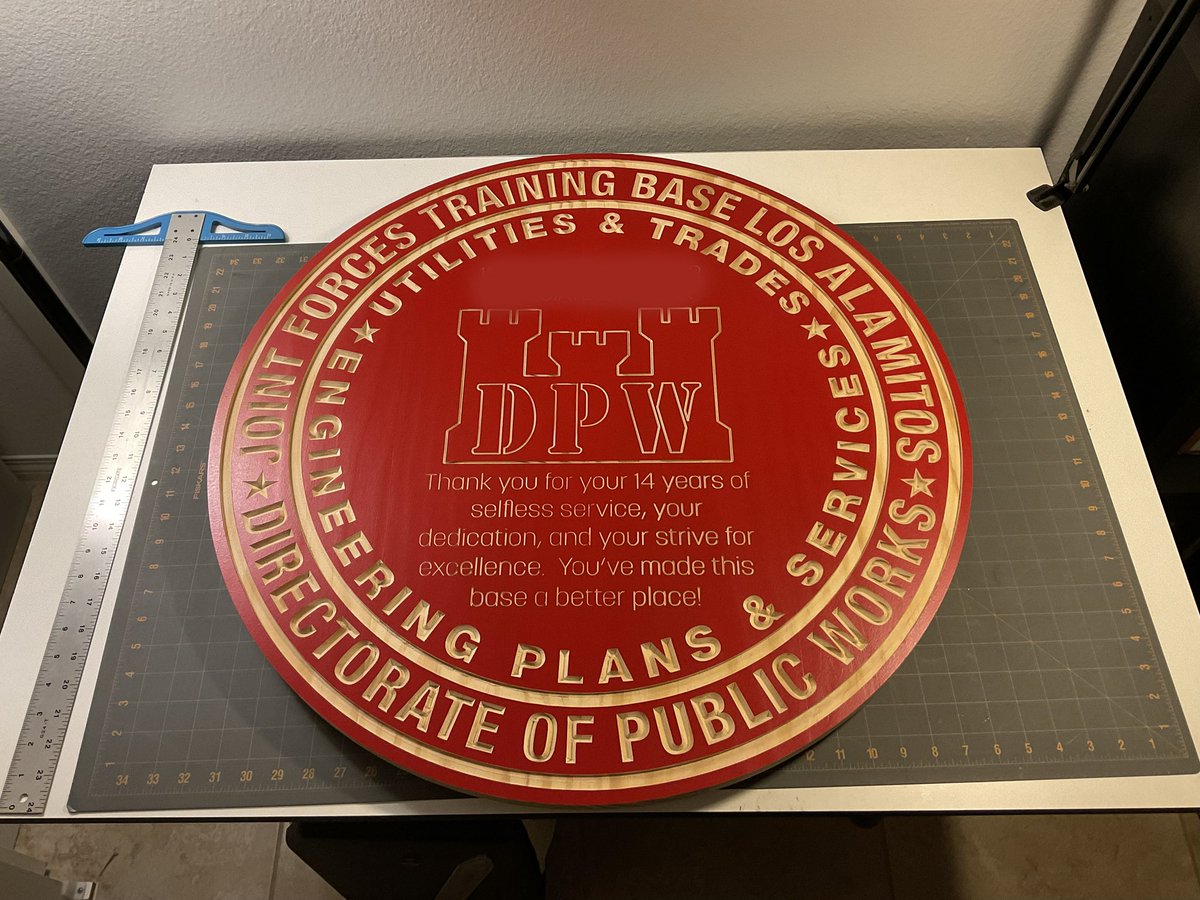 JOINT FORCES TRAINING BASE LOS ALAMITOS
UTILITIES & TRADES
DPW
Thank you for your 14 years of
selfless service, your
dedication, and your strive for
excellence. You've made this
base a better place!
ENGINEERING PLANS & SERVICES
DIRECTORATE OF PUBLIC WORKS
FISKARS